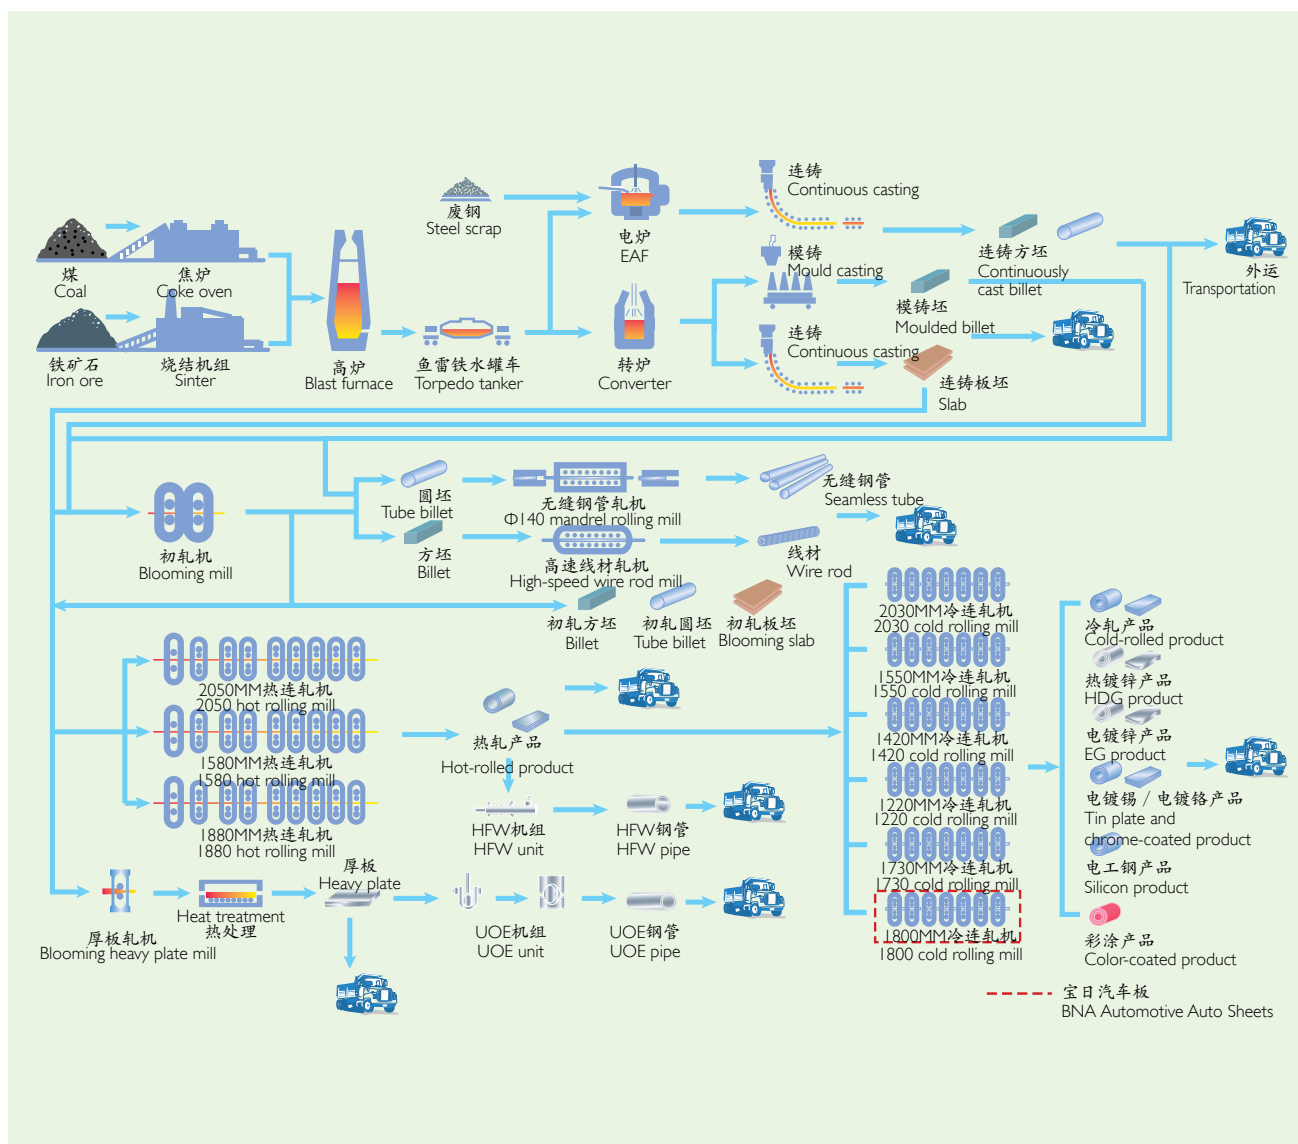 煤
Coal
焦炉
Coke oven
铁矿石
Iron ore
烧结机组
Sinter
高炉
Blast furnace
鱼雷铁水罐车
Torpedo tanker
废钢
Steel scrap
电炉
EAF
转炉
Converter
连铸
Continuous casting
模铸
Mould casting
连铸
Continuous casting
连铸方坯
Continuously
cast billet
模铸坯
Moulded billet
连铸板坯
Slab
外运
Transportation
初轧机
Blooming mill
圆坯
Tube billet
方坯
Billet
无缝钢管轧机
Φ140 mandrel rolling mill
高速线材轧机
High-speed wire rod mill
无缝钢管
Seamless tube
线材
Wire rod
初轧方坯
Billet
初轧圆坯
Tube billet
初轧板坯
Blooming slab
2050MM热连轧机
2050 hot rolling mill
1580MM热连轧机
1580 hot rolling mill
1880MM热连轧机
1880 hot rolling mill
热轧产品
Hot-rolled product
HFW机组
HFW unit
HFW钢管
HFW pipe
厚板轧机
Blooming heavy plate mill
Heat treatment
热处理
厚板
Heavy plate
UOE机组
UOE unit
UOE钢管
UOE pipe
2030MM冷连轧机
2030 cold rolling mill
1550MM冷连轧机
1550 cold rolling mill
1420MM冷连轧机
1420 cold rolling mill
1220MM冷连轧机
1220 cold rolling mill
1730MM冷连轧机
1730 cold rolling mill
1800MM冷连轧机
1800 cold rolling mill
冷轧产品
Cold-rolled product
热镀锌产品
HDG product
电镀锌产品
EG product
电镀锡 / 电镀铬产品
Tin plate and
chrome-coated product
电工钢产品
Silicon product
彩涂产品
Color-coated product
宝日汽车板
BNA Automotive Auto Sheets